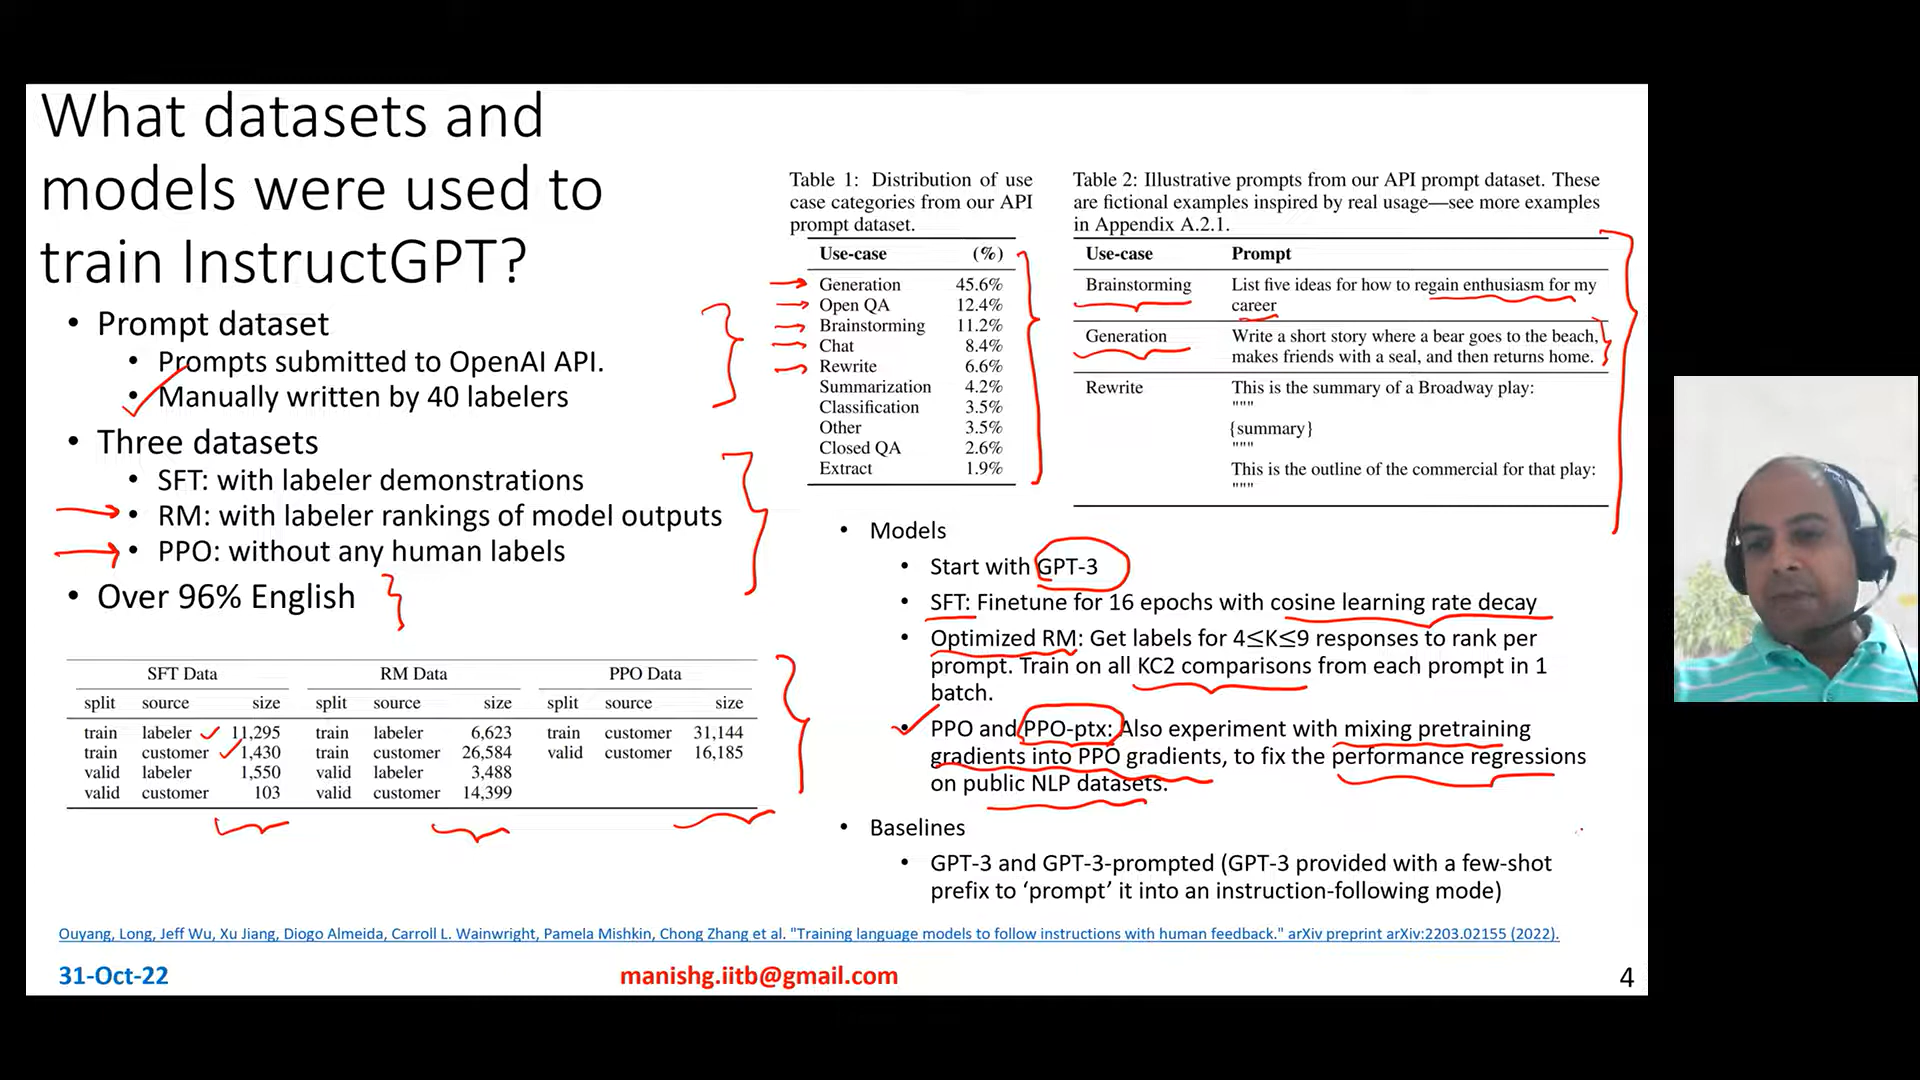 What datasets and
models were used to
train InstructGPT?
• Prompt dataset
• Prompts submitted to OpenAI API.
• Manually written by 40 labelers
• Three datasets
• SFT: with labeler demonstrations
• RM: with labeler rankings of model outputs
• PPO: without any human labels
• Over 96% English
SFT Data RM Data PPO Data
split source size split source size split source size
train labeler 11,295 train labeler 6,623 train customer 31,144
train customer 1,430 train customer 26,584 valid customer 16,185
valid labeler 1,550 valid labeler 3,488
valid customer 103 valid customer 14,399
Table 1: Distribution of use
case categories from our API
prompt dataset.
Use-case (%)
Generation 45.6%
Open QA 12.4%
Brainstorming 11.2%
Chat 8.4%
Rewrite 6.6%
Summarization 4.2%
Classification 3.5%
Other 3.5%
Closed QA 2.6%
Extract 1.9%
Table 2: Illustrative prompts from our API prompt dataset. These
are fictional examples inspired by real usage—see more examples
in Appendix A.2.1.
Use-case Prompt
Brainstorming List five ideas for how to regain enthusiasm for my
career
Generation Write a short story where a bear goes to the beach,
makes friends with a seal, and then returns home.
Rewrite This is the summary of a Broadway play:
"""
{summary}
"""
This is the outline of the commercial for that play:
"""
• Models
• Start with GPT-3
• SFT: Finetune for 16 epochs with cosine learning rate decay
• Optimized RM: Get labels for 4≤K≤9 responses to rank per
prompt. Train on all KC2 comparisons from each prompt in 1
batch.
• PPO and PPO-ptx: Also experiment with mixing pretraining
gradients into PPO gradients, to fix the performance regressions
on public NLP datasets.
• Baselines
• GPT-3 and GPT-3-prompted (GPT-3 provided with a few-shot
prefix to ‘prompt’ it into an instruction-following mode)
Ouyang, Long, Jeff Wu, Xu Jiang, Diogo Almeida, Carroll L. Wainwright, Pamela Mishkin, Chong Zhang et al. "Training language models to follow instructions with human feedback." arXiv preprint arXiv:2203.02155 (2022).
31-Oct-22 manishg.iitb@gmail.com 4